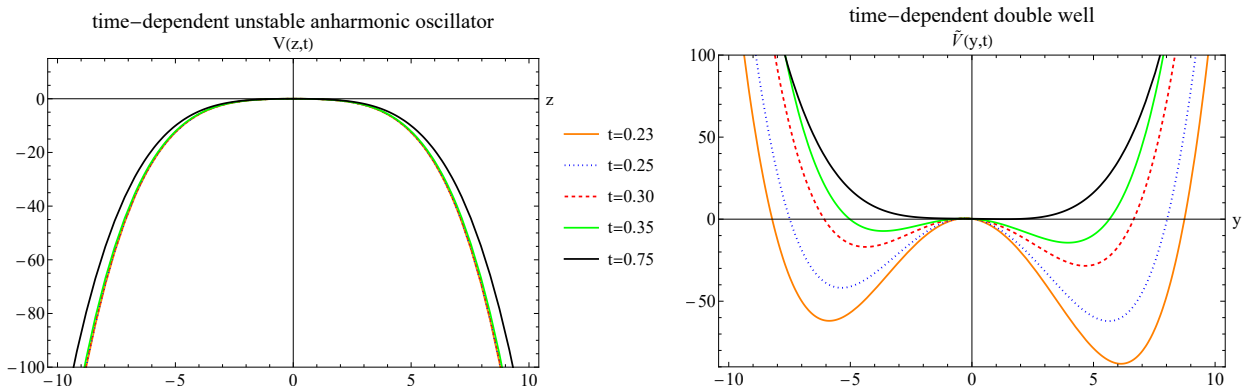 time−dependent unstable anharmonic oscillator
V(z,t)
0
−20
−40
−60
−80
−100
−10
−5
0
5
10
z
t=0.23
t=0.25
t=0.30
t=0.35
t=0.75
time−dependent double well
Ṽ(y,t)
100
50
0
−50
−10
−5
0
5
10
y